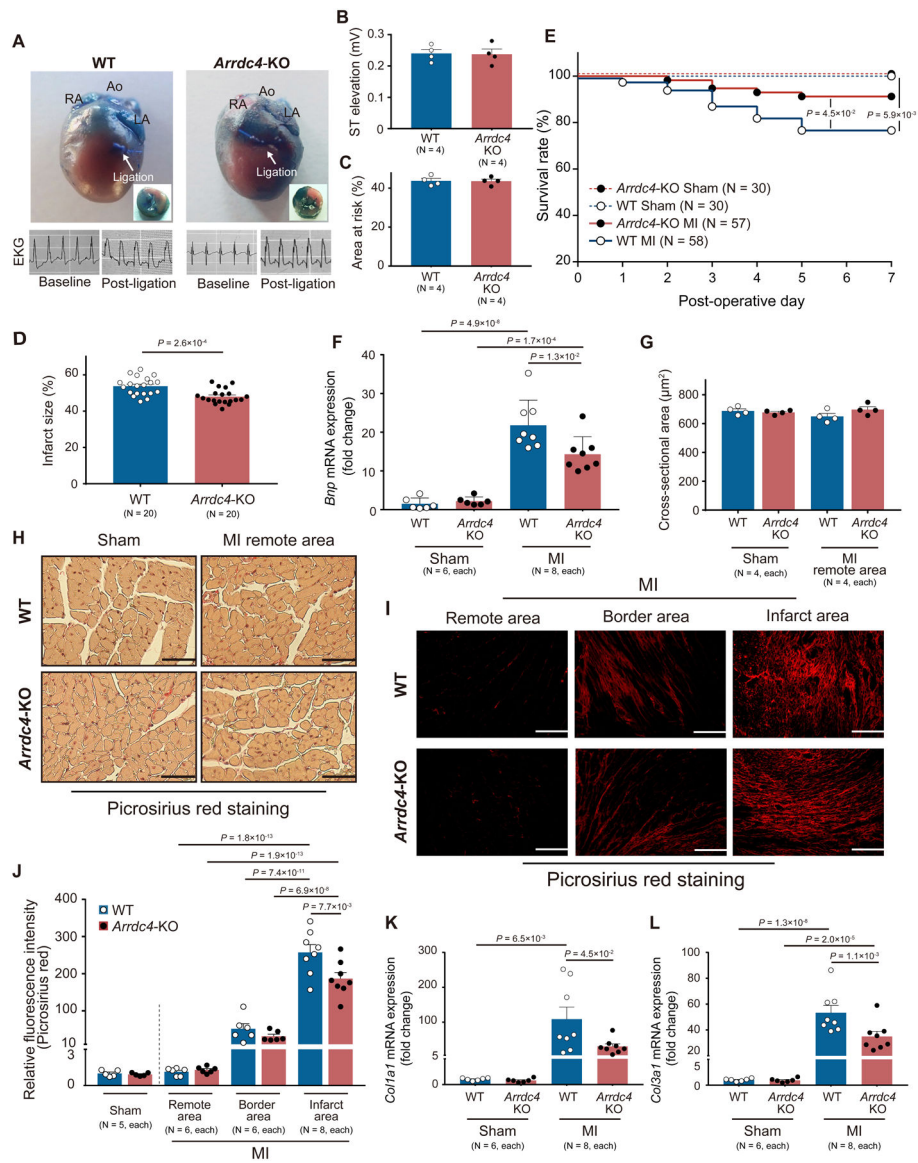 A
WT
Arrdc4-KO
RA
Ao
LA
Ligation
RA
Ao
LA
Ligation
EKG
Baseline
Post-ligation
Baseline
Post-ligation
B
ST elevation (mV)
0.3
0.2
0.1
0
WT
(N = 4)
Arrdc4
KO
(N = 4)
C
Area at risk (%)
40
20
0
WT
(N = 4)
Arrdc4
KO
(N = 4)
E
Survival rate (%)
100
80
60
40
20
P = 4.5×10-2
P = 5.9×10-3
Arrdc4-KO Sham (N = 30)
WT Sham (N = 30)
Arrdc4-KO MI (N = 57)
WT MI (N = 58)
0 1 2 3 4 5 6 7
Post-operative day
D
P = 2.6×10-4
Infarct size (%)
60
40
20
0
WT
(N = 20)
Arrdc4-KO
(N = 20)
F
P = 4.9×10-8
P = 1.7×10-4
P = 1.3×10-2
Bnp mRNA expression
(fold change)
40
30
20
10
0
WT
Arrdc4
KO
WT
Arrdc4
KO
Sham
(N = 6, each)
MI
(N = 8, each)
G
Cross-sectional area (μm2)
800
600
400
200
0
WT
Arrdc4
KO
WT
Arrdc4
KO
Sham
(N = 4, each)
MI
remote area
(N = 4, each)
H
Sham
MI remote area
WT
Arrdc4-KO
Picrosirius red staining
MI
I
Remote area
Border area
Infarct area
WT
Arrdc4-KO
Picrosirius red staining
J
P = 1.8×10-13
P = 1.9×10-13
P = 7.4×10-11
P = 6.9×10-8
P = 7.7×10-3
WT
Arrdc4-KO
Relative fluorescence intensity
(Picrosirius red)
400
300
200
100
10
3
0
Sham
(N = 5, each)
Remote
area
(N = 6, each)
Border
area
(N = 6, each)
Infarct area
(N = 8, each)
MI
K
P = 6.5×10-3
P = 4.5×10-2
Col1a1 mRNA expression
(fold change)
300
200
100
5
0
WT
Arrdc4
KO
WT
Arrdc4
KO
Sham
(N = 6, each)
MI
(N = 8, each)
L
P = 1.3×10-8
P = 2.0×10-5
P = 1.1×10-3
Col3a1 mRNA expression
(fold change)
100
80
60
40
20
5
0
WT
Arrdc4
KO
WT
Arrdc4
KO
Sham
(N = 6, each)
MI
(N = 8, each)